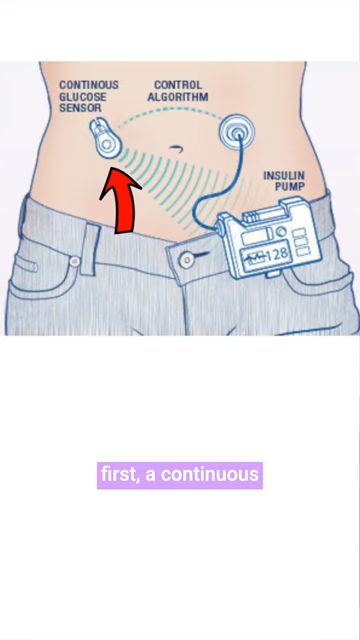 CONTINOUS
GLUCOSE
SENSOR
CONTROL
ALGORITHM
INSULIN
PUMP
128
first, a continuous